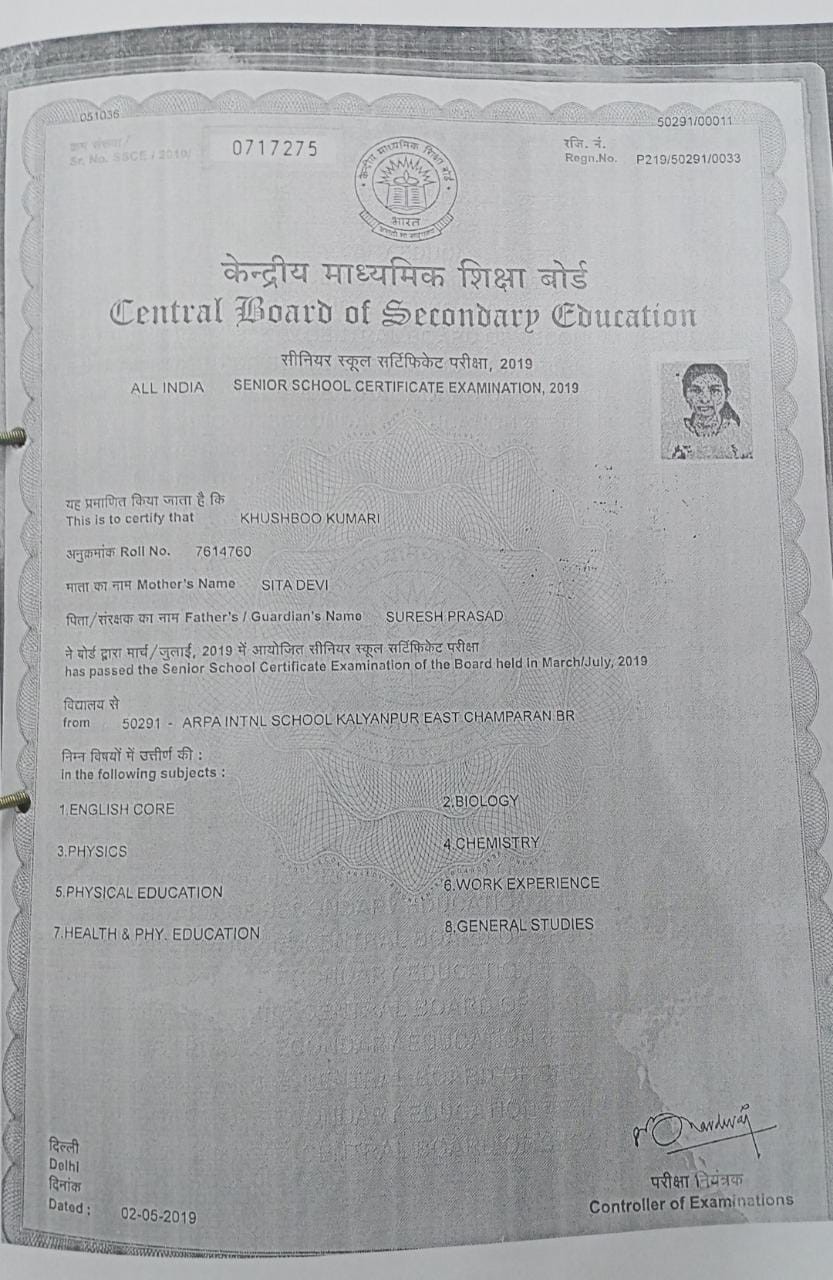 051036
50291/00011
क्रम संख्या /
Sr. No. SSCE / 2019/
0717275
रजि. नं.
Regn.No. P219/50291/0033
केन्द्रीय माध्यमिक शिक्षा बोर्ड
भारत
केन्द्रीय माध्यमिक शिक्षा बोर्ड
Central Board of Secondary Education
सीनियर स्कूल सर्टिफिकेट परीक्षा, 2019
ALL INDIA SENIOR SCHOOL CERTIFICATE EXAMINATION, 2019
यह प्रमाणित किया जाता है कि
This is to certify that KHUSHBOO KUMARI
अनुक्रमांक Roll No. 7614760
माता का नाम Mother's Name SITA DEVI
पिता/संरक्षक का नाम Father's / Guardian's Name SURESH PRASAD
ने बोर्ड द्वारा मार्च/जुलाई, 2019 में आयोजित सीनियर स्कूल सर्टिफिकेट परीक्षा
has passed the Senior School Certificate Examination of the Board held in March/July, 2019
विद्यालय से
from 50291 - ARPA INTNL SCHOOL KALYANPUR EAST CHAMPARAN BR
निम्न विषयों में उत्तीर्ण की :
in the following subjects :
1.ENGLISH CORE 2.BIOLOGY
3.PHYSICS 4.CHEMISTRY
5.PHYSICAL EDUCATION 6.WORK EXPERIENCE
7.HEALTH & PHY. EDUCATION 8.GENERAL STUDIES
दिल्ली
Delhi
दिनांक
Dated : 02-05-2019
परीक्षा नियंत्रक
Controller of Examinations